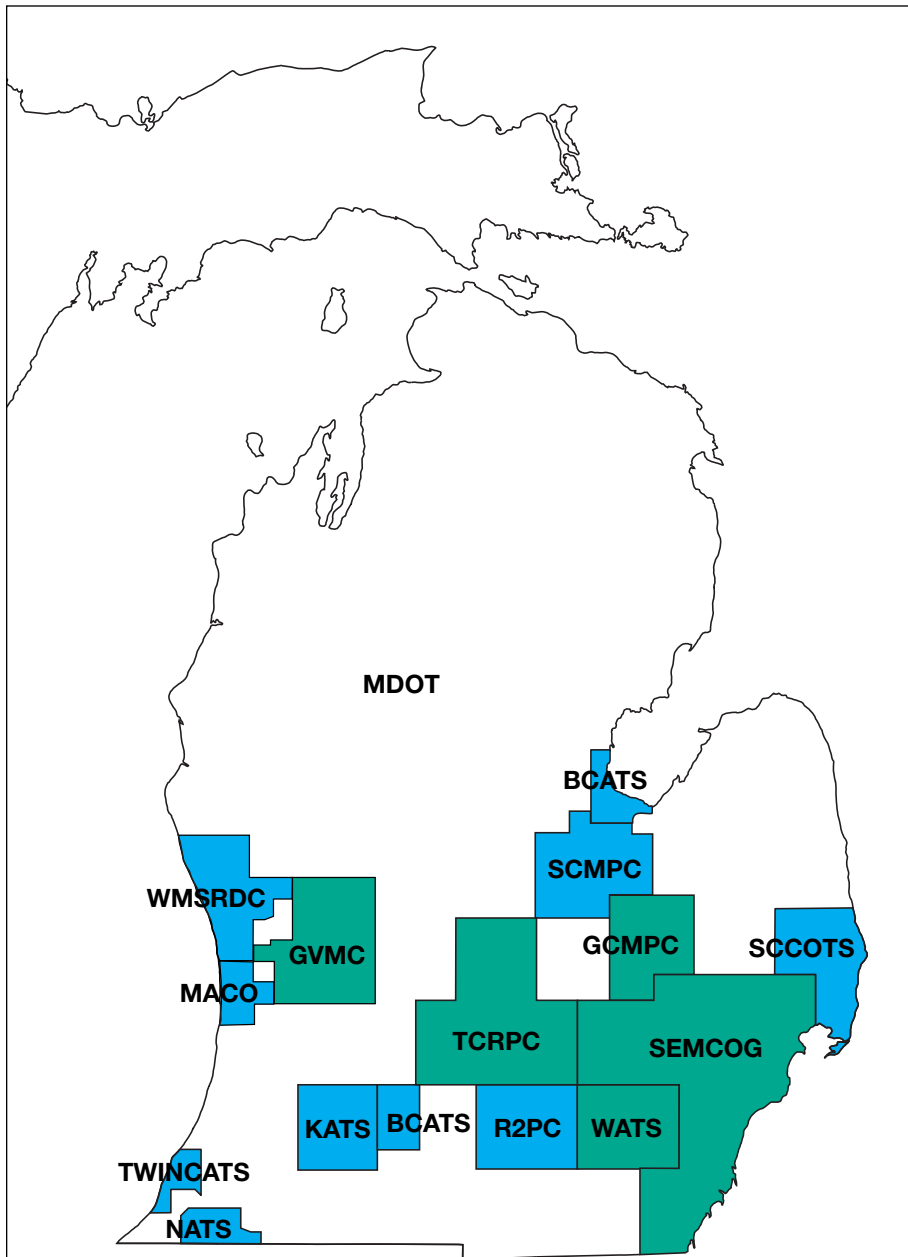 MDOT
BCATS
SCMPC
WMSRDC
GCMPC
SCCOTS
GVMC
MACO
TCRPC
SEMCOG
KATS
BCATS
R2PC
WATS
TWINCATS
NATS